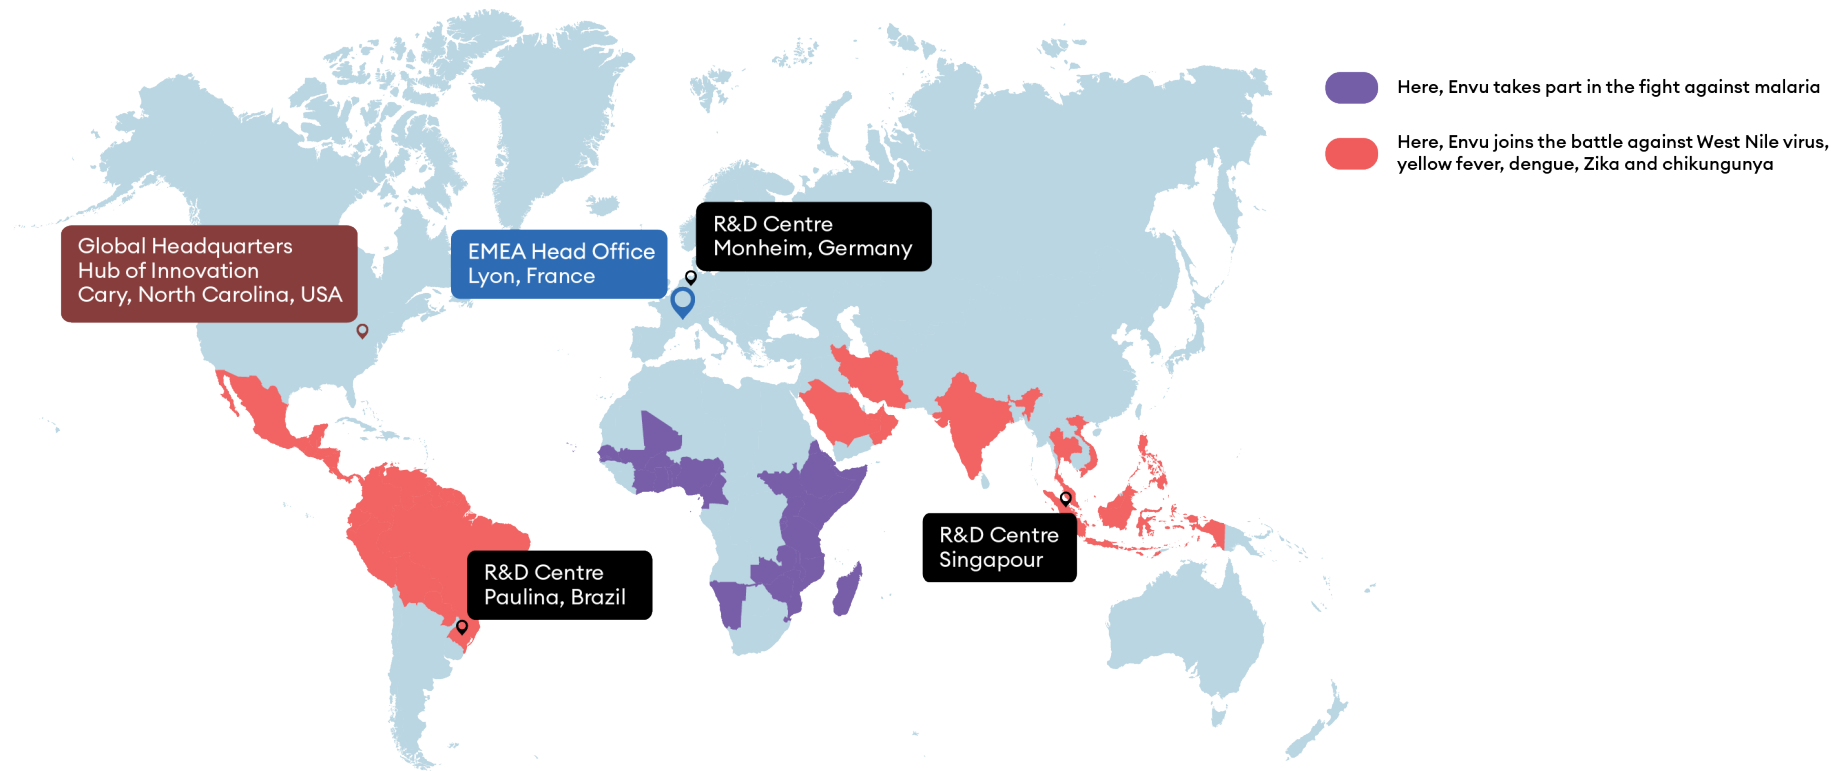 Here, Envu takes part in the fight against malaria
Here, Envu joins the battle against West Nile virus,
yellow fever, dengue, Zika and chikungunya
R&D Centre
Monheim, Germany
Global Headquarters
Hub of Innovation
Cary, North Carolina, USA
EMEA Head Office
Lyon, France
R&D Centre
Singapour
R&D Centre
Paulina, Brazil